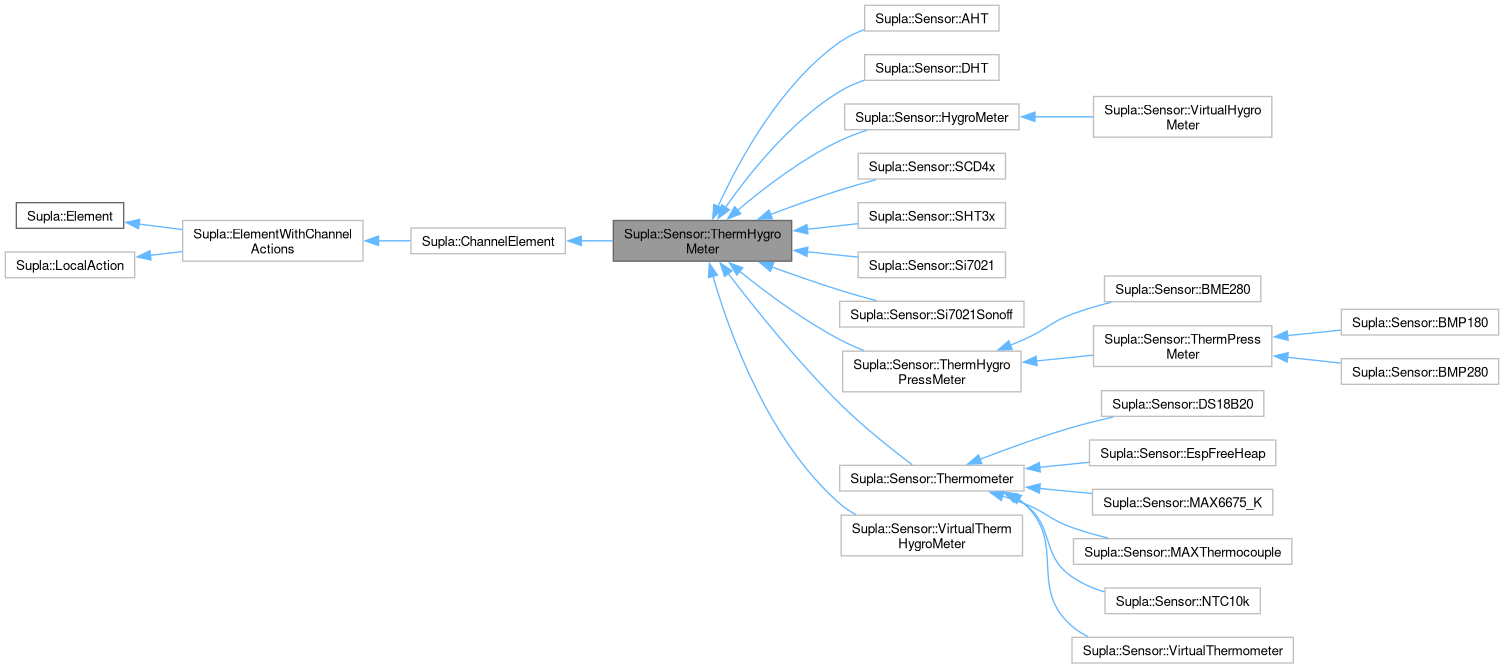 Supla::Element
Supla::LocalAction
Supla::ElementWithChannel
Actions
Supla::ChannelElement
Supla::Sensor::ThermHygro
Meter
Supla::Sensor::AHT
Supla::Sensor::DHT
Supla::Sensor::HygroMeter
Supla::Sensor::VirtualHygro
Meter
Supla::Sensor::SCD4x
Supla::Sensor::SHT3x
Supla::Sensor::Si7021
Supla::Sensor::Si7021Sonoff
Supla::Sensor::ThermHygro
PressMeter
Supla::Sensor::BME280
Supla::Sensor::ThermPress
Meter
Supla::Sensor::BMP180
Supla::Sensor::BMP280
Supla::Sensor::Thermometer
Supla::Sensor::DS18B20
Supla::Sensor::EspFreeHeap
Supla::Sensor::MAX6675_K
Supla::Sensor::MAXThermocouple
Supla::Sensor::NTC10k
Supla::Sensor::VirtualThermometer
Supla::Sensor::VirtualTherm
HygroMeter